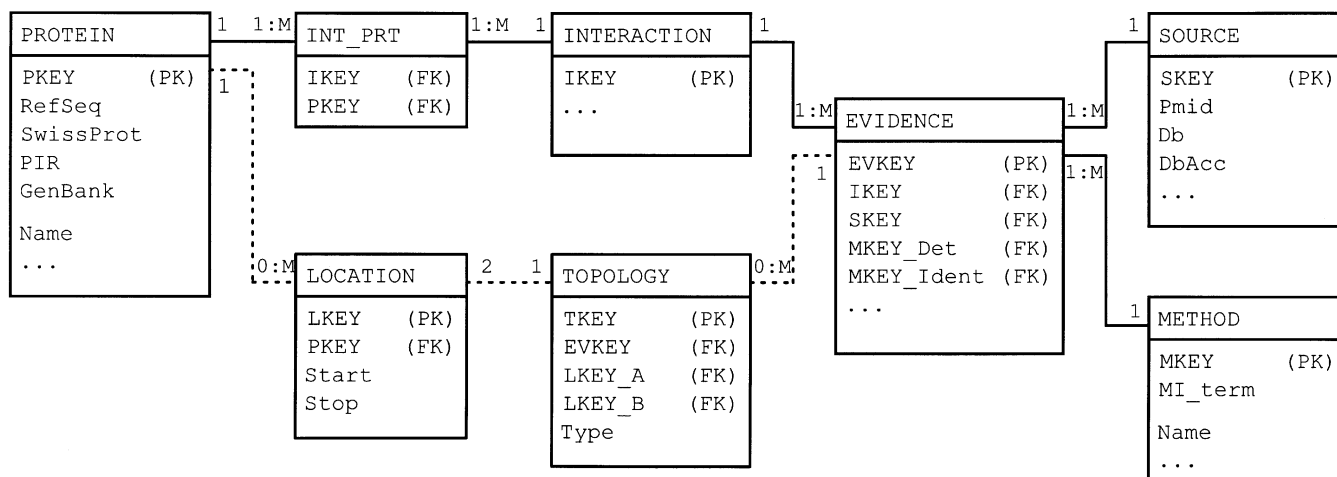 PROTEIN
PKEY (PK)
RefSeq
SwissProt
PIR
GenBank
Name
...
1 1:M
1
INT_PRT
IKEY (FK)
PKEY (FK)
1:M 1
INTERACTION
IKEY (PK)
...
1
1:M
EVIDENCE
EVKEY (PK)
IKEY (FK)
SKEY (FK)
MKEY_Det (FK)
MKEY_Ident (FK)
...
1
1:M
1:M
1
SOURCE
SKEY (PK)
Pmid
Db
DbAcc
...
0:M
LOCATION
LKEY (PK)
PKEY (FK)
Start
Stop
2 1
TOPOLOGY
TKEY (PK)
EVKEY (FK)
LKEY_A (FK)
LKEY_B (FK)
Type
0:M
1
METHOD
MKEY (PK)
MI_term
Name
...